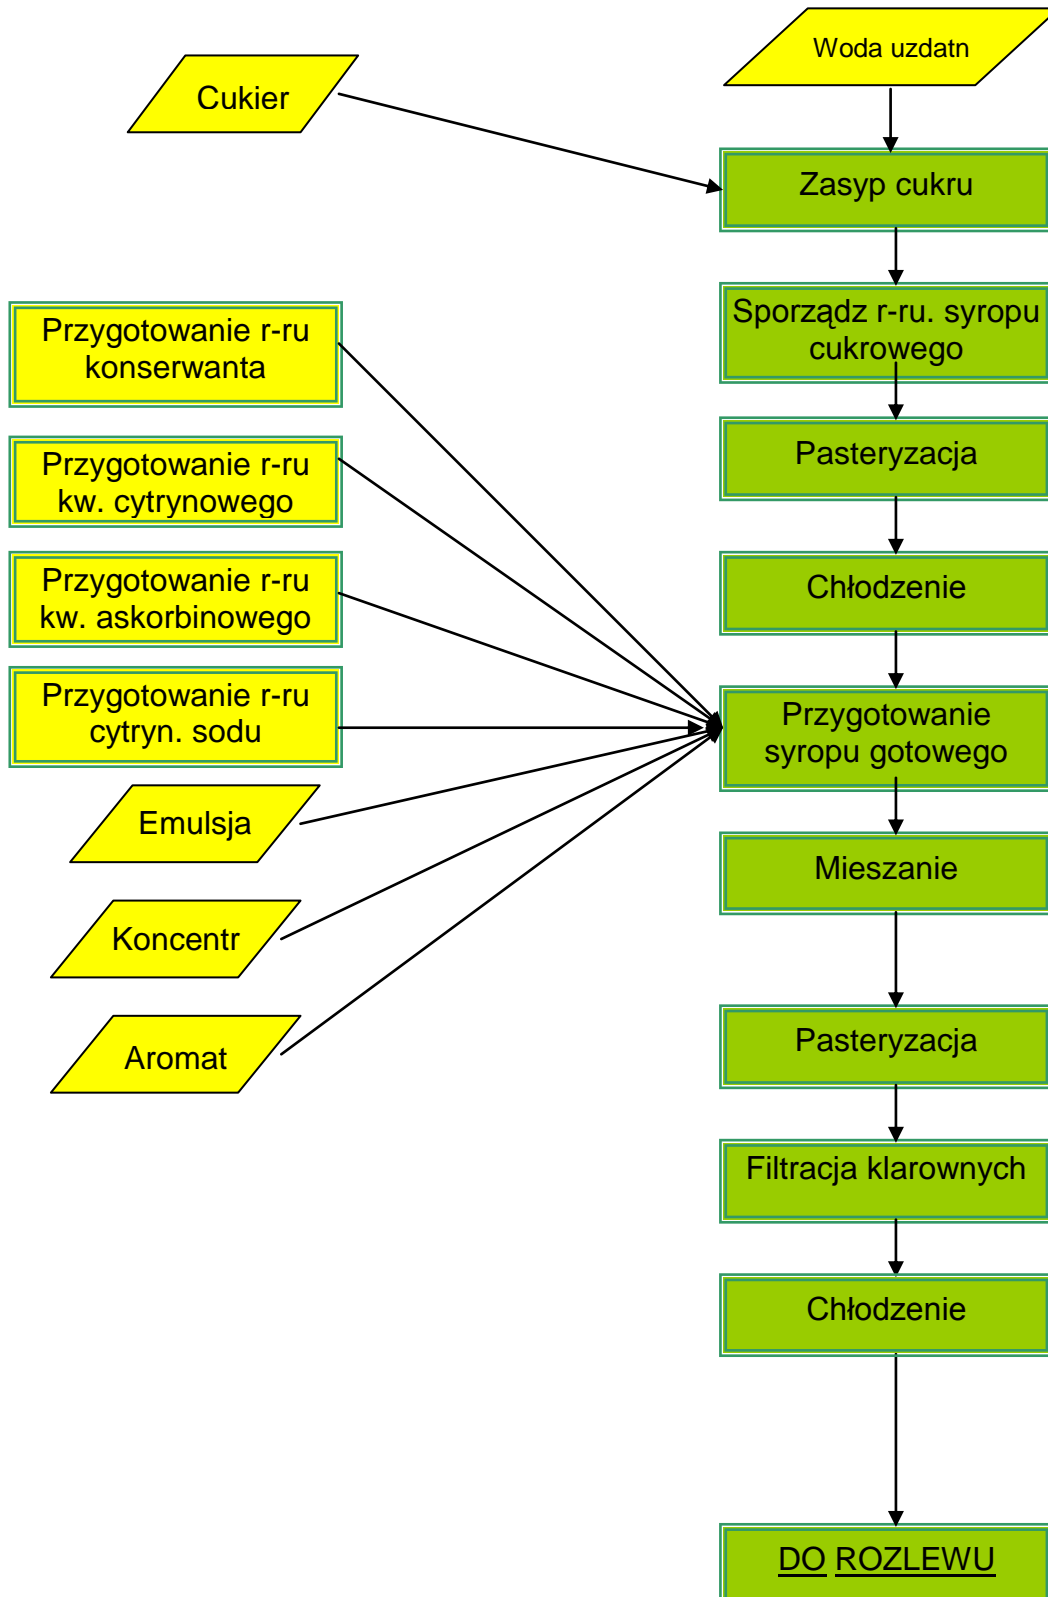 Woda uzdatn
Cukier
Zasyp cukru
Przygotowanie r-ru
konserwanta
Sporządz r-ru. syropu
cukrowego
Przygotowanie r-ru
kw. cytrynowego
Pasteryzacja
Przygotowanie r-ru
kw. askorbinowego
Chłodzenie
Przygotowanie r-ru
cytryn. sodu
Przygotowanie
syropu gotowego
Emulsja
Mieszanie
Koncentr
Aromat
Pasteryzacja
Filtracja klarownych
Chłodzenie
DO ROZLEWU